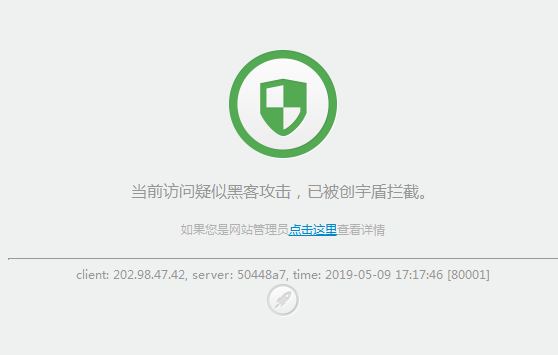 当前访问疑似黑客攻击，已被创宇盾拦截。
如果您是网站管理员点击这里查看详情
client: 202.98.47.42, server: 50448a7, time: 2019-05-09 17:17:46 [80001]